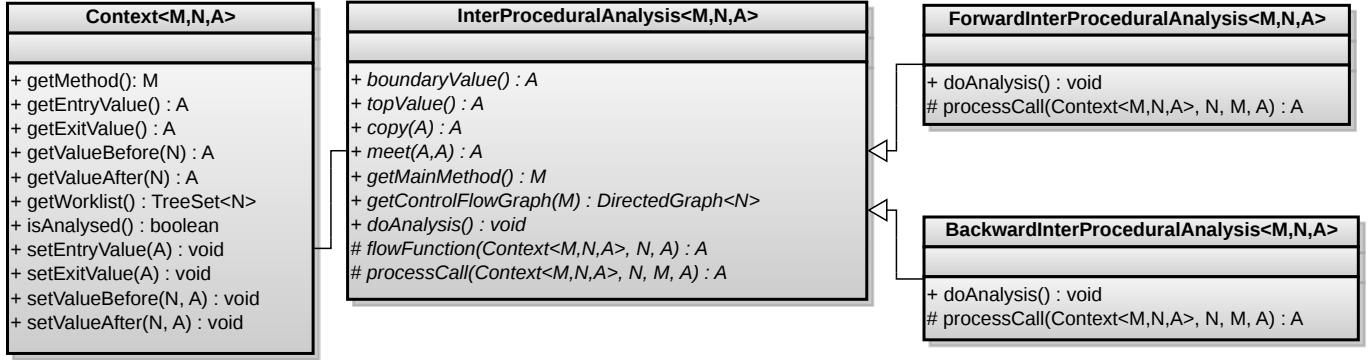 Context<M,N,A>
+ getMethod(): M
+ getEntryValue() : A
+ getExitValue() : A
+ getValueBefore(N) : A
+ getValueAfter(N) : A
+ getWorklist() : TreeSet<N>
+ isAnalysed() : boolean
+ setEntryValue(A) : void
+ setExitValue(A) : void
+ setValueBefore(N, A) : void
+ setValueAfter(N, A) : void
InterProceduralAnalysis<M,N,A>
+ boundaryValue() : A
+ topValue() : A
+ copy(A) : A
+ meet(A,A) : A
+ getMainMethod() : M
+ getControlFlowGraph(M) : DirectedGraph<N>
+ doAnalysis() : void
# flowFunction(Context<M,N,A>, N, A) : A
# processCall(Context<M,N,A>, N, M, A) : A
ForwardInterProceduralAnalysis<M,N,A>
+ doAnalysis() : void
# processCall(Context<M,N,A>, N, M, A) : A
BackwardInterProceduralAnalysis<M,N,A>
+ doAnalysis() : void
# processCall(Context<M,N,A>, N, M, A) : A